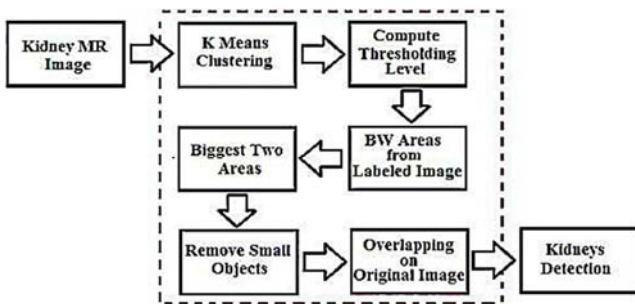 Kidney MR
Image
K Means
Clustering
Compute
Thresholding
Level
BW Areas
from
Labeled Image
Biggest Two
Areas
Remove Small
Objects
Overlapping
on
Original Image
Kidneys
Detection